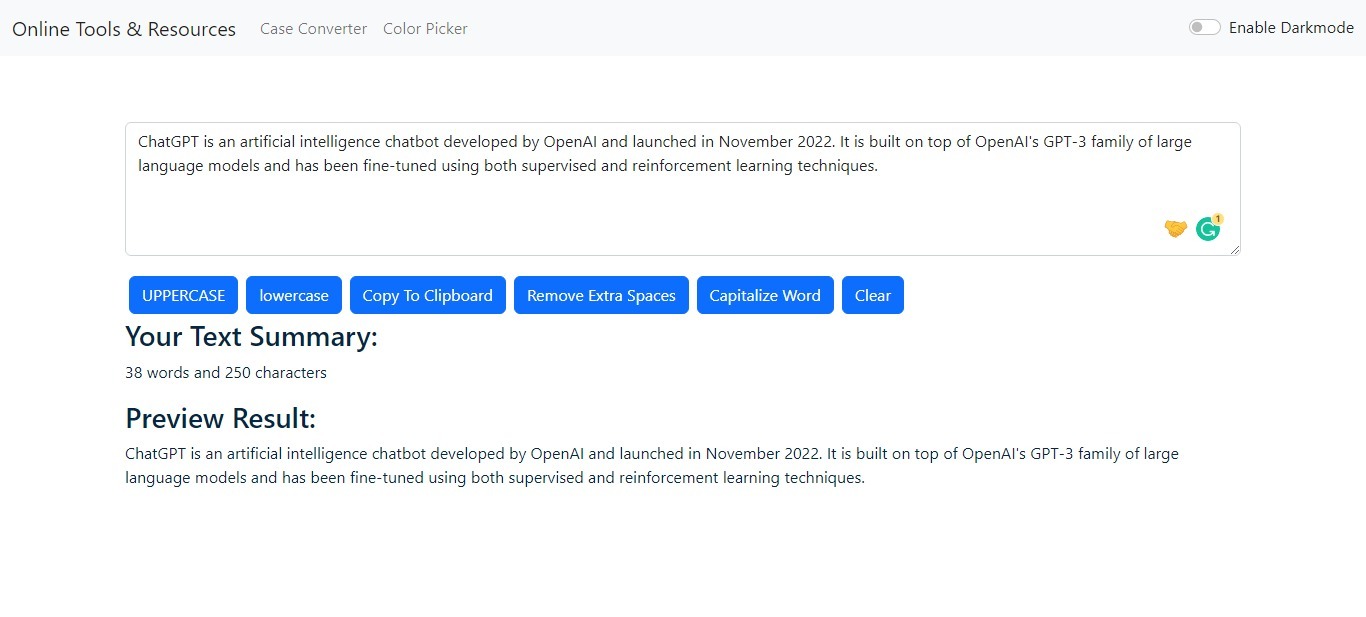 Online Tools & Resources Case Converter Color Picker Enable Darkmode
ChatGPT is an artificial intelligence chatbot developed by OpenAI and launched in November 2022. It is built on top of OpenAI's GPT-3 family of large
language models and has been fine-tuned using both supervised and reinforcement learning techniques.
1
UPPERCASE lowercase Copy To Clipboard Remove Extra Spaces Capitalize Word Clear
Your Text Summary:
38 words and 250 characters
Preview Result:
ChatGPT is an artificial intelligence chatbot developed by OpenAI and launched in November 2022. It is built on top of OpenAI's GPT-3 family of large
language models and has been fine-tuned using both supervised and reinforcement learning techniques.